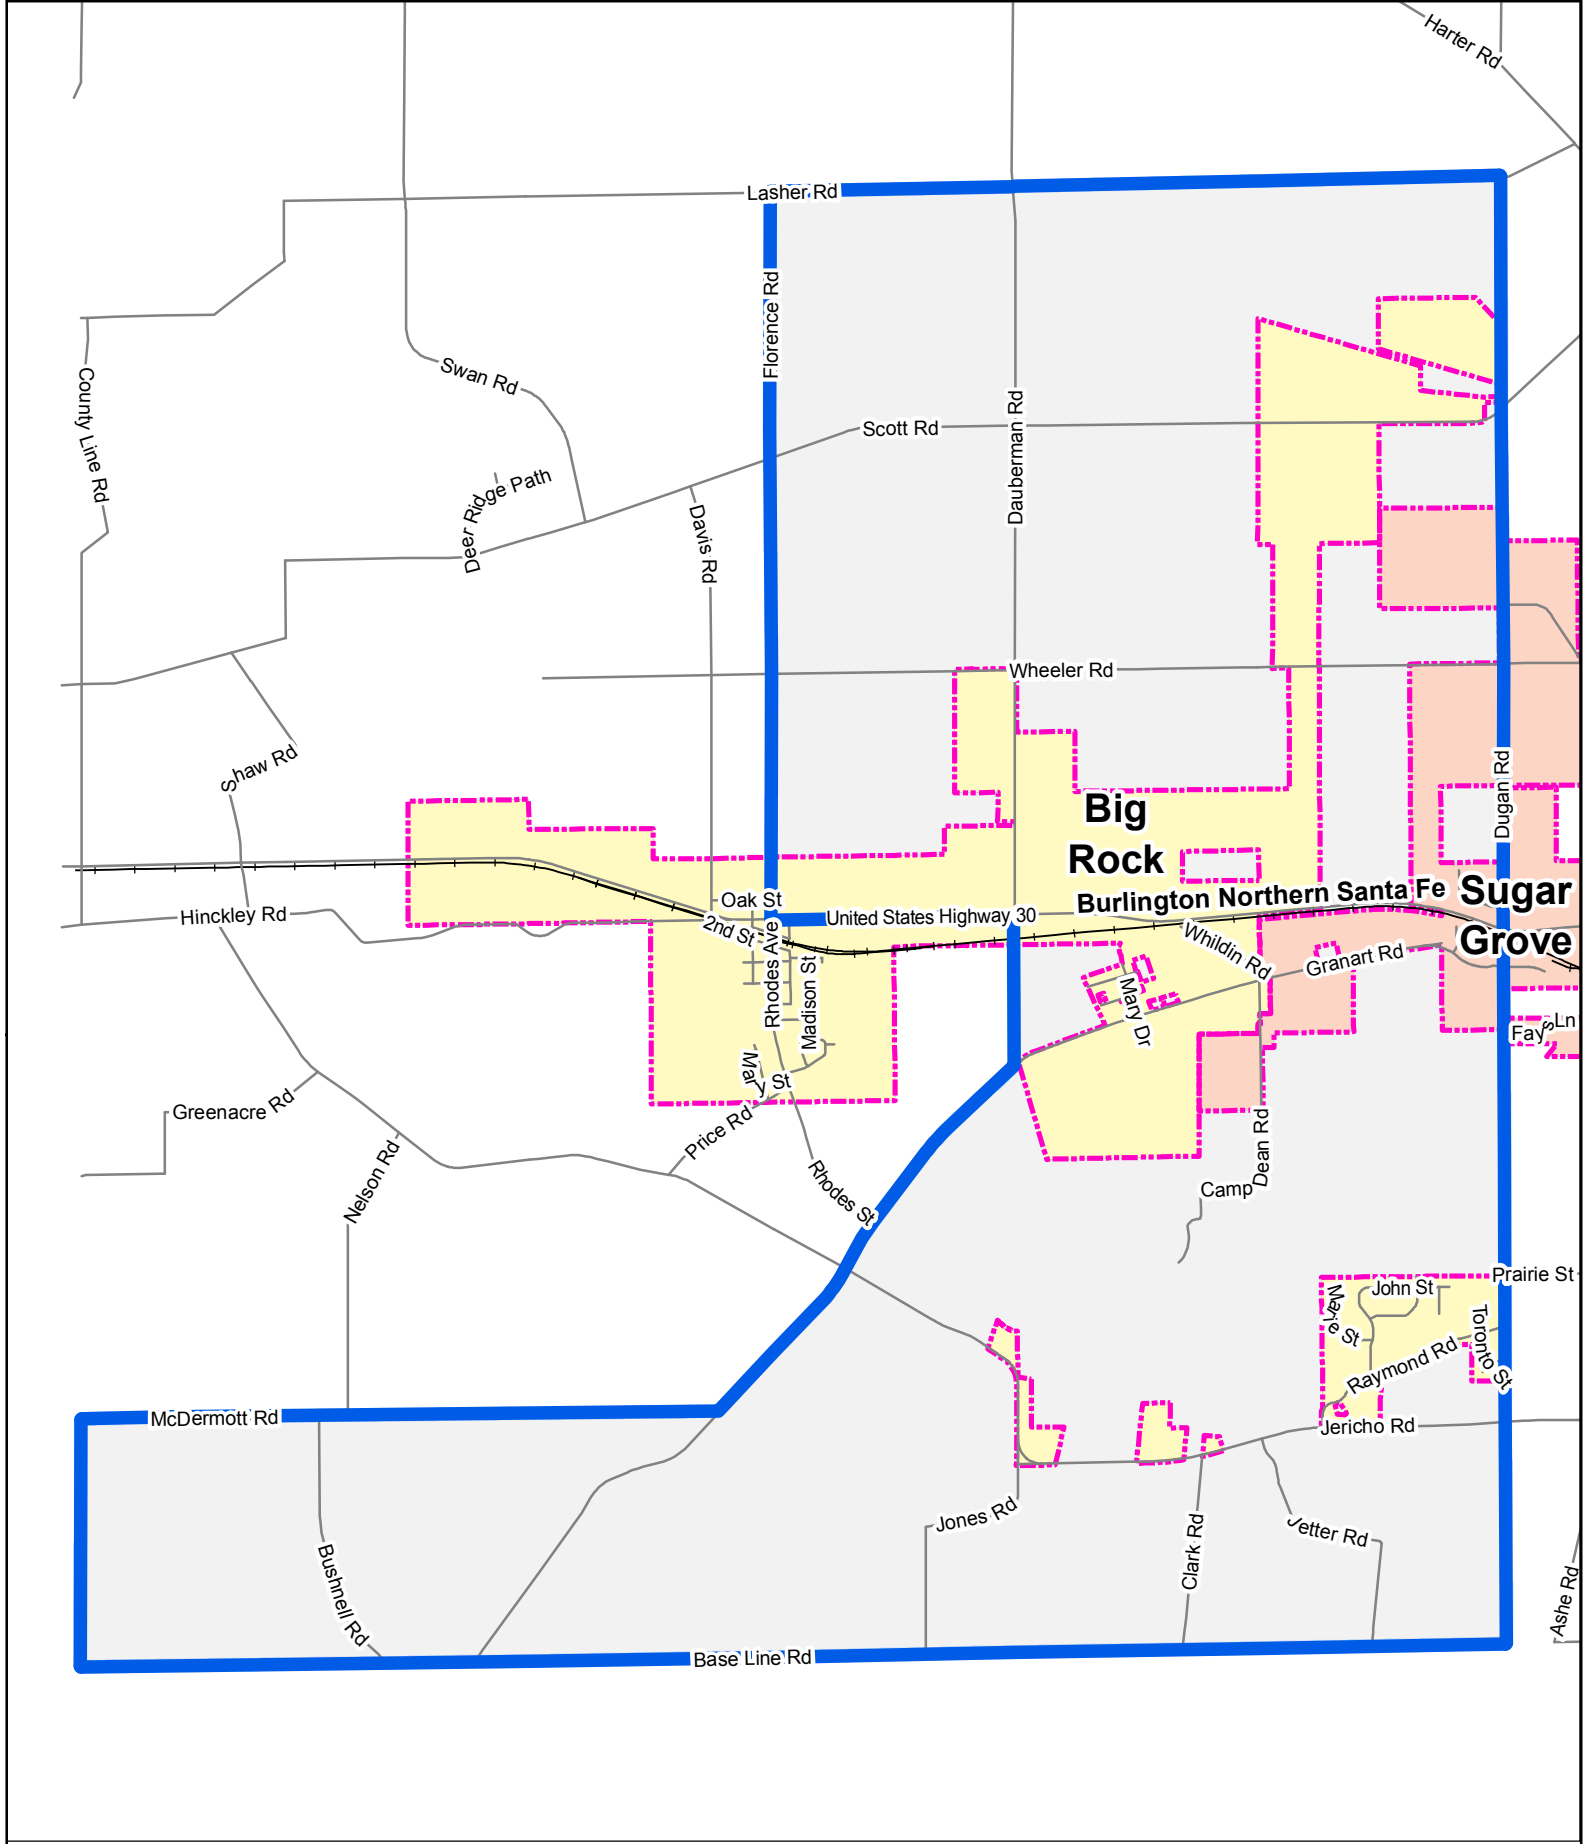 Harter Rd
Lasher Rd
Florence Rd
Swan Rd
County Line Rd
Scott Rd
Dauberman Rd
Deer Ridge Path
Davis Rd
Wheeler Rd
Shaw Rd
Dugan Rd
Big
Rock
Burlington Northern Santa Fe
Sugar
Grove
Oak St
United States Highway 30
Hinckley Rd
2nd St
Rhodes Ave
Madison St
Whildin Rd
Granart Rd
Mary Dr
Fays Ln
Mary St
Greenacre Rd
Price Rd
Dean Rd
Nelson Rd
Rhodes St
Camp
Prairie St
John St
Marie St
Toronto St
Raymond Rd
McDermott Rd
Jericho Rd
Jones Rd
Clark Rd
Jetter Rd
Bushnell Rd
Ashe Rd
Base Line Rd